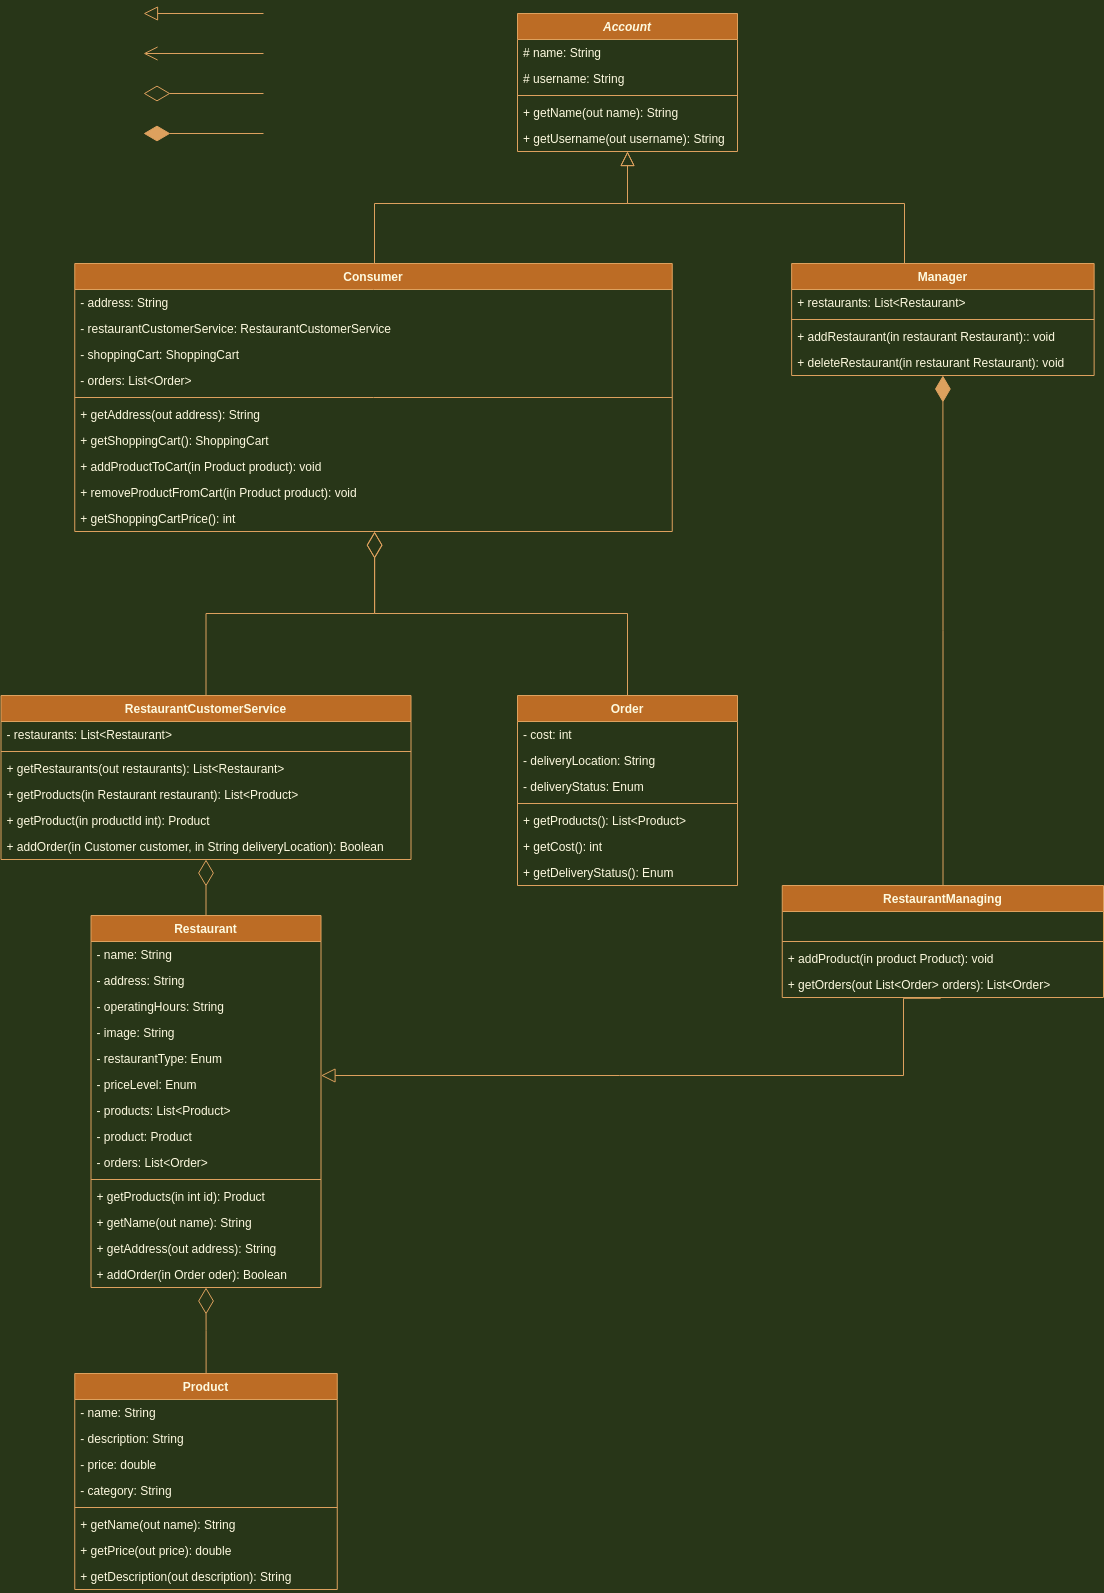 Account
# name: String
# username: String
+ getName(out name): String
+ getUsername(out username): String
Consumer
- address: String
- restaurantCustomerService: RestaurantCustomerService
- shoppingCart: ShoppingCart
- orders: List<Order>
+ getAddress(out address): String
+ getShoppingCart(): ShoppingCart
+ addProductToCart(in Product product): void
+ removeProductFromCart(in Product product): void
+ getShoppingCartPrice(): int
Manager
+ restaurants: List<Restaurant>
+ addRestaurant(in restaurant Restaurant):: void
+ deleteRestaurant(in restaurant Restaurant): void
RestaurantCustomerService
- restaurants: List<Restaurant>
+ getRestaurants(out restaurants): List<Restaurant>
+ getProducts(in Restaurant restaurant): List<Product>
+ getProduct(in productId int): Product
+ addOrder(in Customer customer, in String deliveryLocation): Boolean
Order
- cost: int
- deliveryLocation: String
- deliveryStatus: Enum
+ getProducts(): List<Product>
+ getCost(): int
+ getDeliveryStatus(): Enum
RestaurantManaging
+ addProduct(in product Product): void
+ getOrders(out List<Order> orders): List<Order>
Restaurant
- name: String
- address: String
- operatingHours: String
- image: String
- restaurantType: Enum
- priceLevel: Enum
- products: List<Product>
- product: Product
- orders: List<Order>
+ getProducts(in int id): Product
+ getName(out name): String
+ getAddress(out address): String
+ addOrder(in Order oder): Boolean
Product
- name: String
- description: String
- price: double
- category: String
+ getName(out name): String
+ getPrice(out price): double
+ getDescription(out description): String